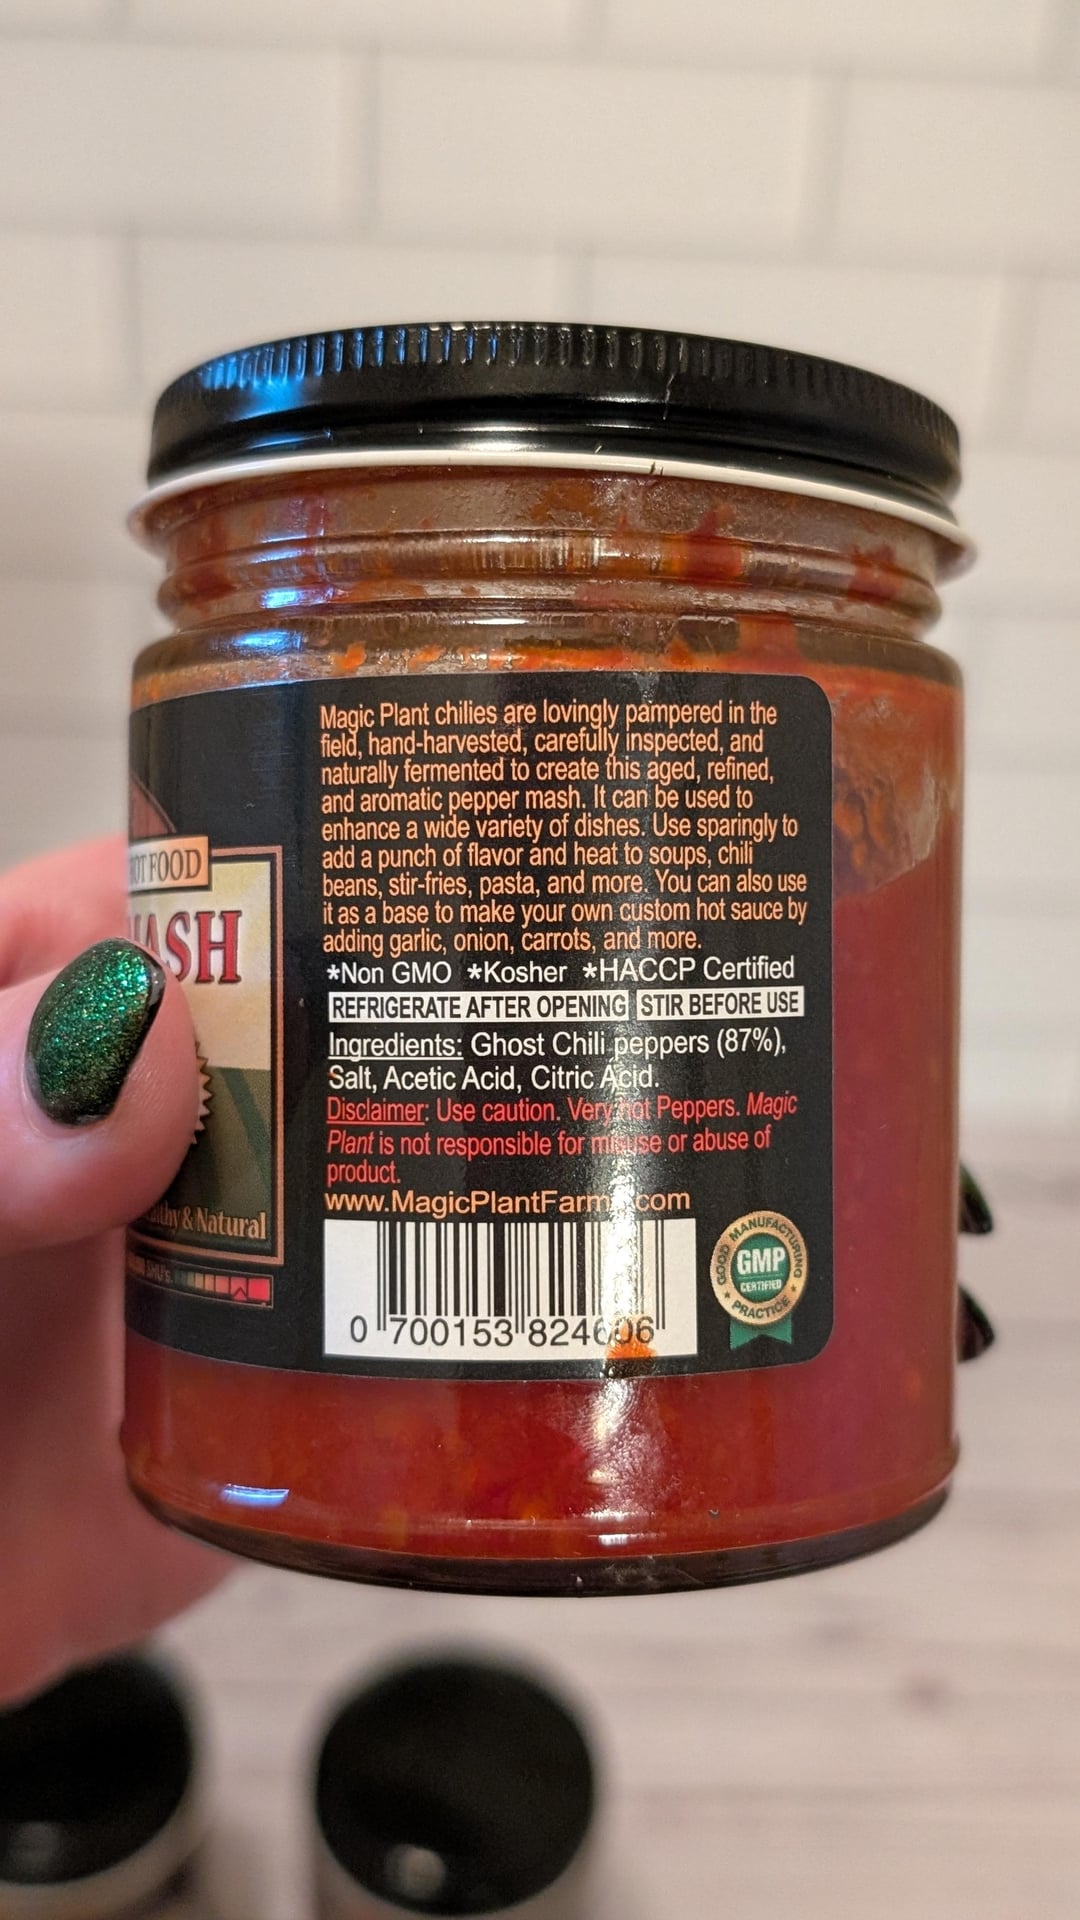 Magic Plant chilies are lovingly pampered in the
field, hand-harvested, carefully inspected, and
naturally fermented to create this aged, refined,
and aromatic pepper mash. It can be used to
enhance a wide variety of dishes. Use sparingly to
add a punch of flavor and heat to soups, chili
beans, stir-fries, pasta, and more. You can also use
it as a base to make your own custom hot sauce by
adding garlic, onion, carrots, and more.
*Non GMO *Kosher *HACCP Certified
REFRIGERATE AFTER OPENING STIR BEFORE USE
Ingredients: Ghost Chili peppers (87%),
Salt, Acetic Acid, Citric Acid.
Disclaimer: Use caution. Very hot Peppers. Magic
Plant is not responsible for misuse or abuse of
product.
www.MagicPlantFarms.com
0 700153 824606
GOOD MANUFACTURING
GMP
CERTIFIED
PRACTICE
FOOD
& Natural
SHU's